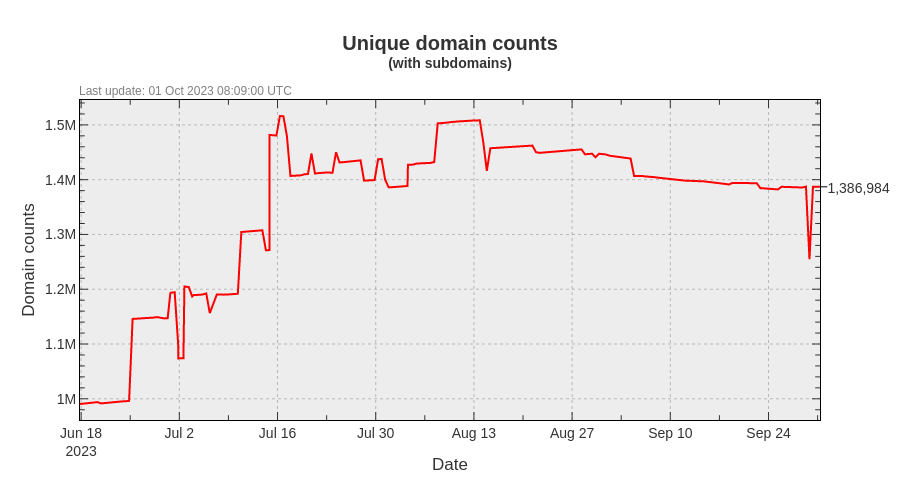 Unique domain counts
(with subdomains)
Last update: 01 Oct 2023 08:09:00 UTC
1.5M
1.4M
1.3M
1.2M
1.1M
1M
Domain counts
1,386,984
Jun 18 Jul 2 Jul 16 Jul 30 Aug 13 Aug 27 Sep 10 Sep 24
2023
Date